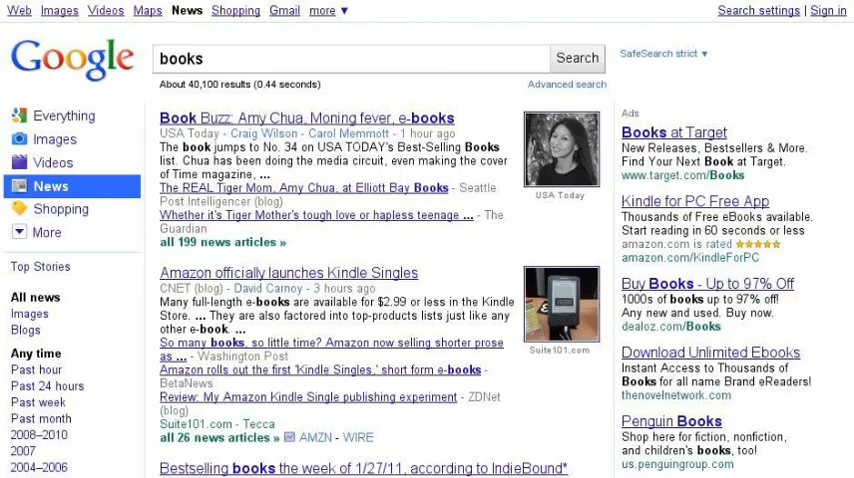 Web Images Videos Maps News Shopping Gmail more ▼
Search settings | Sign in
Google
books
Search
SafeSearch strict ▼
About 40,100 results (0.44 seconds)
Advanced search
Everything
Images
Videos
News
Shopping
More
Top Stories
All news
Images
Blogs
Any time
Past hour
Past 24 hours
Past week
Past month
2008–2010
2007
2004–2006
Book Buzz: Amy Chua, Moning fever, e-books
USA Today - Craig Wilson - Carol Memmott - 1 hour ago
The book jumps to No. 34 on USA TODAY's Best-Selling Books
list. Chua has been doing the media circuit, even making the cover
of Time magazine, ...
The REAL Tiger Mom, Amy Chua, at Elliott Bay Books - Seattle
Post Intelligencer (blog)
Whether it's Tiger Mother's tough love or hapless teenage ... - The
Guardian
all 199 news articles »
USA Today
Amazon officially launches Kindle Singles
CNET (blog) - David Carnoy - 3 hours ago
Many full-length e-books are available for $2.99 or less in the Kindle
Store. ... They are also factored into top-products lists just like any
other e-book. ...
So many books, so little time? Amazon now selling shorter prose
as ... - Washington Post
Amazon rolls out the first 'Kindle Singles,' short form e-books -
BetaNews
Review: My Amazon Kindle Single publishing experiment - ZDNet
(blog)
Suite101.com - Tecca
all 26 news articles » AMZN - WIRE
Suite101.com
Bestselling books the week of 1/27/11, according to IndieBound*
Ads
Books at Target
New Releases, Bestsellers & More.
Find Your Next Book at Target.
www.target.com/Books
Kindle for PC Free App
Thousands of Free eBooks available.
Start reading in 60 seconds or less
amazon.com is rated ★★★★★
amazon.com/KindleForPC
Buy Books - Up to 97% Off
1000s of books up to 97% off!
Any new and used. Buy now.
dealoz.com/Books
Download Unlimited Ebooks
Instant Access to Thousands of
Books for all name Brand eReaders!
thenovelnetwork.com
Penguin Books
Shop here for fiction, nonfiction,
and children's books, too!
us.penguingroup.com